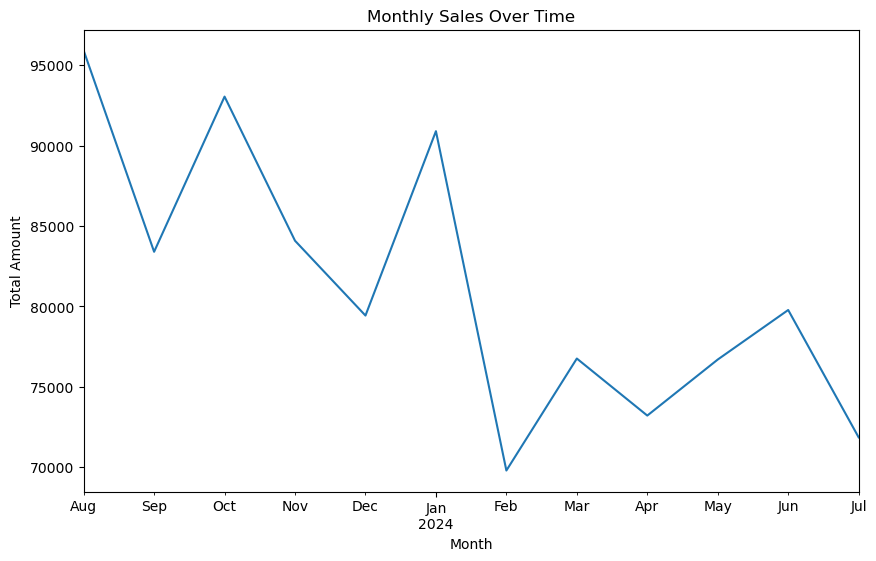 Monthly Sales Over Time
Total Amount
95000
90000
85000
80000
75000
70000
Aug Sep Oct Nov Dec Jan Feb Mar Apr May Jun Jul
2024
Month